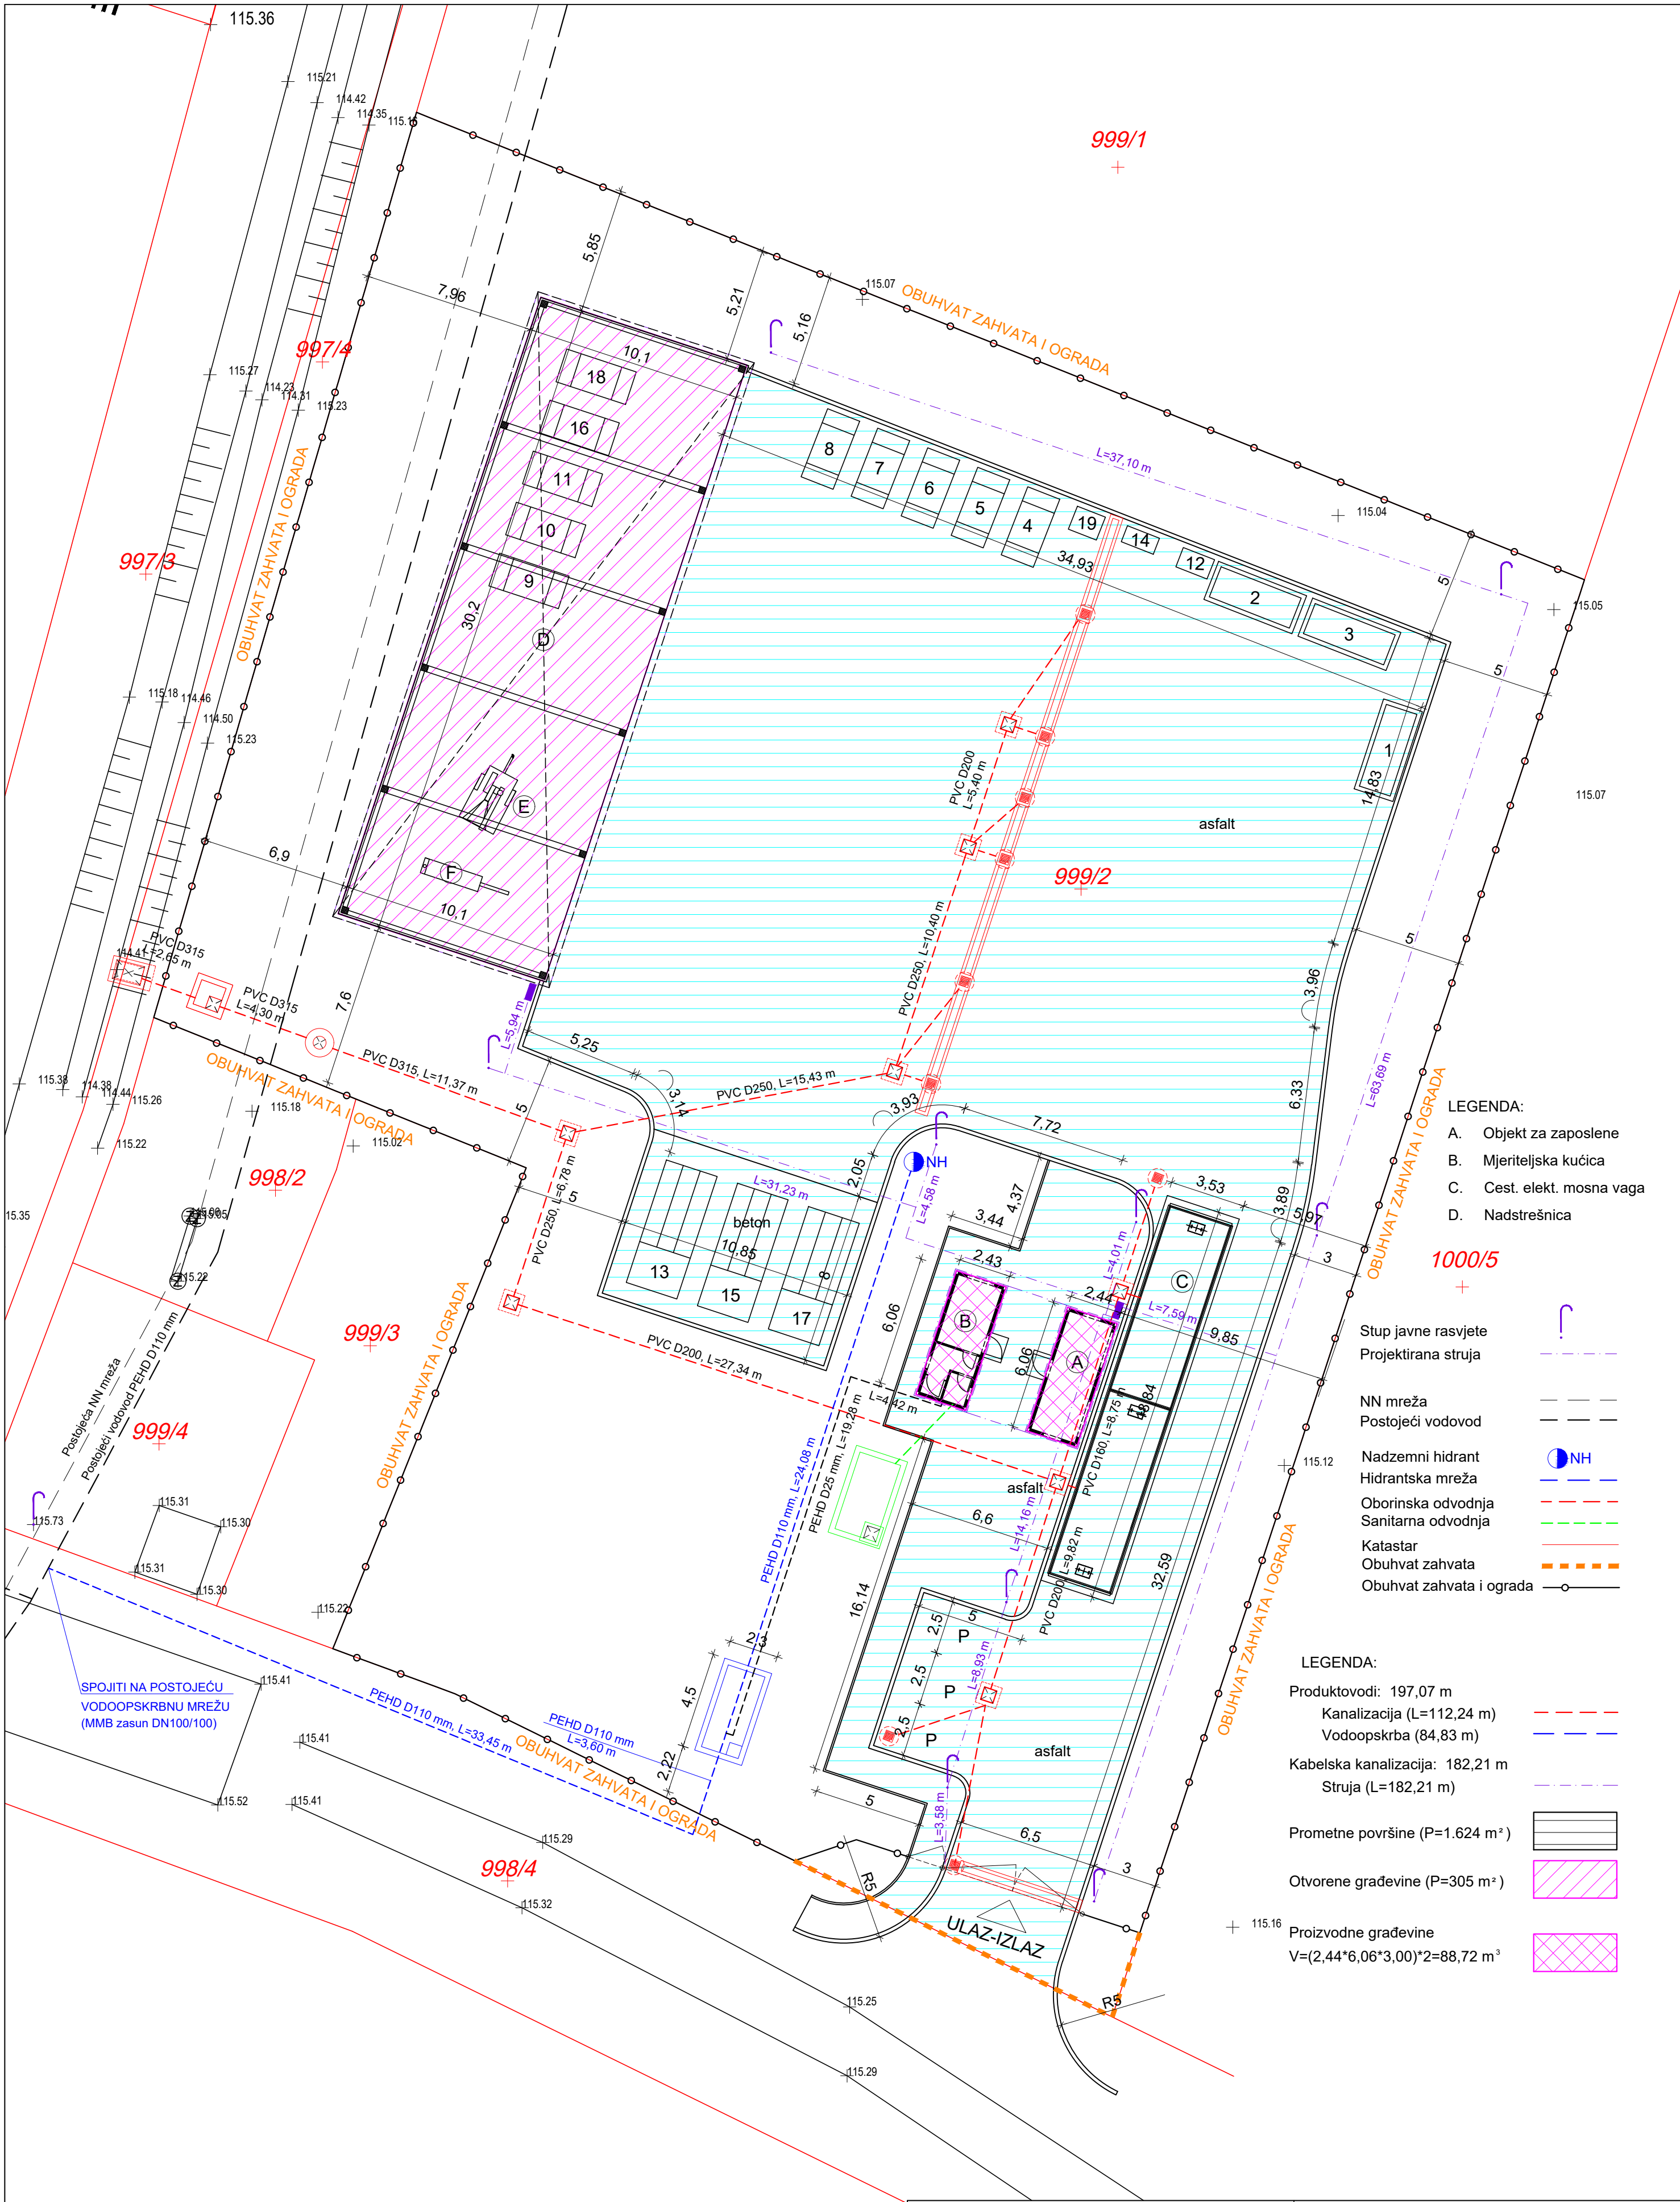 115.36
115.21
114.42
114.35
115.15
999/1
115.07
OBUHVAT ZAHVATA I OGRADA
5,85
5,21
5,16
7,96
10,1
997/4
115.27
114.23
114.31
115.23
18
16
11
10
9
30,2
D
E
F
10,1
6,9
7,6
8
7
6
5
4
19
14
12
2
3
1
34,93
L=37,10 m
115.04
5
5
115.05
115.07
14,83
asfalt
999/2
997/3
OBUHVAT ZAHVATA I OGRADA
115.18
114.46
114.50
115.23
PVC D200
L=5,40 m
PVC D250, L=10,40 m
5
3,96
6,33
L=63,69 m
3,89
114.41
PVC D315
L=2,65 m
PVC D315
L=4,30 m
PVC D315, L=11,37 m
L=5,94 m
5,25
3,14
5
PVC D250, L=15,43 m
3,93
7,72
NH
2,05
L=4,58 m
OBUHVAT ZAHVATA I OGRADA
115.38
114.38
114.44
115.26
115.22
115.18
115.02
998/2
115.35
115.22
PVC D250, L=6,78 m
5
L=31,23 m
beton
10,85
8
13
15
17
4,37
3,44
2,43
6,06
B
6,06
A
2,44
L=4,01 m
3,53
C
L=7,59 m
9,85
5,97
3
OBUHVAT ZAHVATA I OGRADA
LEGENDA:
A. Objekt za zaposlene
B. Mjeriteljska kućica
C. Cest. elekt. mosna vaga
D. Nadstrešnica
1000/5
Stup javne rasvjete
Projektirana struja
NN mreža
Postojeći vodovod
Nadzemni hidrant
NH
Hidrantska mreža
Oborinska odvodnja
Sanitarna odvodnja
Katastar
Obuhvat zahvata
Obuhvat zahvata i ograda
999/3
999/4
Postojeća NN mreža
Postojeći vodovod PEHD D110 mm
OBUHVAT ZAHVATA I OGRADA
PVC D200, L=27,34 m
L=4,42 m
PEHD D110 mm, L=24,08 m
PEHD D25 mm, L=19,28 m
PVC D160, L=8,75 m
asfalt
6,6
L=14,16 m
PVC D200, L=9,82 m
32,59
16,14
115.12
115.73
115.31
115.30
115.31
115.30
115.22
SPOJITI NA POSTOJEĆU
VODOOPSKRBNU MREŽU
(MMB zasun DN100/100)
115.41
115.41
115.52
115.41
115.29
115.32
PEHD D110 mm, L=33,45 m
PEHD D110 mm
L=3,60 m
OBUHVAT ZAHVATA I OGRADA
2,3
4,5
2,22
2,5
5
P
2,5
P
2,5
P
L=8,93 m
asfalt
L=3,58 m
5
6,5
3
R5
ULAZ-IZLAZ
R5
OBUHVAT ZAHVATA I OGRADA
998/4
115.25
115.29
115.16
LEGENDA:
Produktovodi: 197,07 m
Kanalizacija (L=112,24 m)
Vodoopskrba (84,83 m)
Kabelska kanalizacija: 182,21 m
Struja (L=182,21 m)
Prometne površine (P=1.624 m²)
Otvorene građevine (P=305 m²)
Proizvodne građevine
V=(2,44*6,06*3,00)*2=88,72 m³